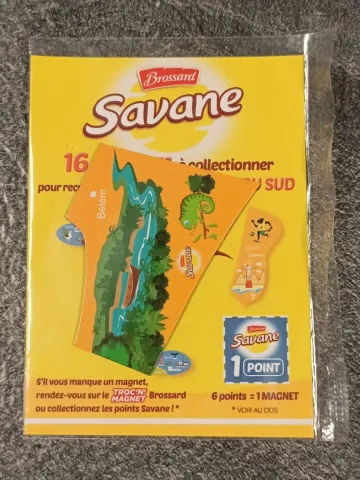 Brossard
Savane
16 à collectionner
pour rec U SUD
Belém
Savane
Brossard
Savane
1 POINT
S'il vous manque un magnet,
rendez-vous sur le TROC'N' MAGNET Brossard
ou collectionnez les points Savane ! *
6 points = 1 MAGNET
* VOIR AU DOS